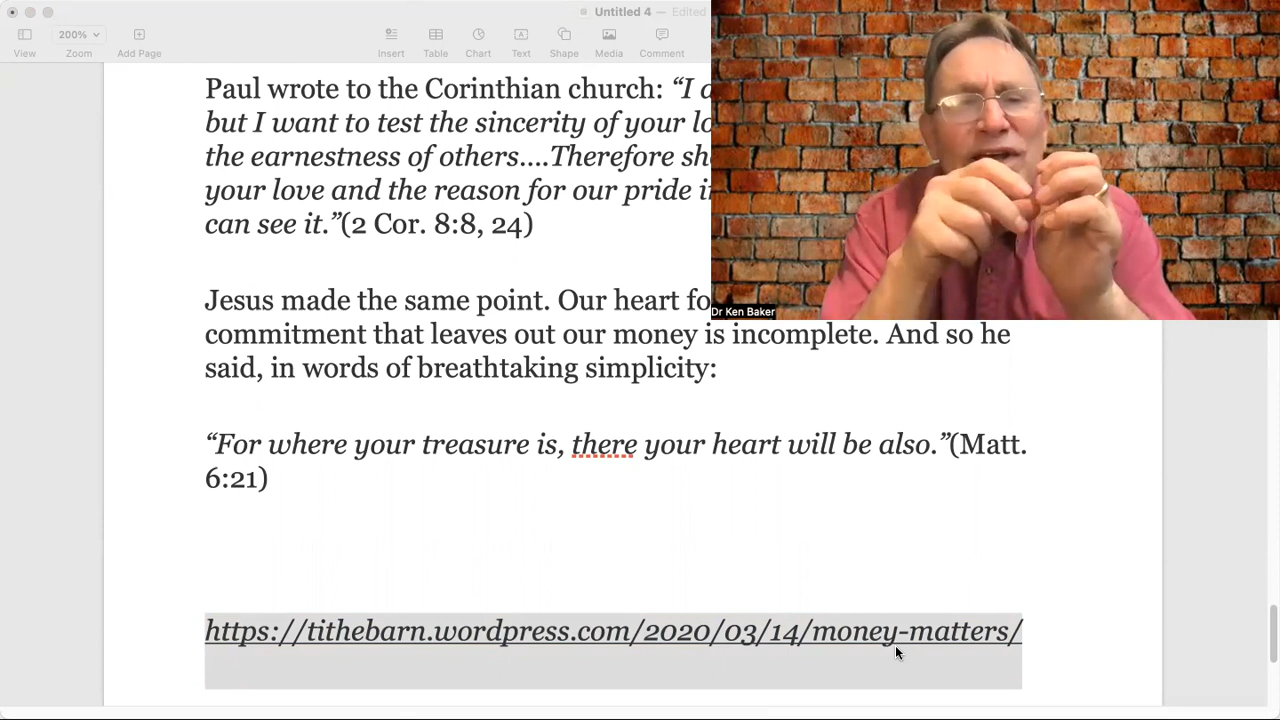 Untitled 4 — Edited
200%
View
Zoom
Add Page
Insert
Table
Chart
Text
Shape
Media
Comment
Paul wrote to the Corinthian church: “I
but I want to test the sincerity of your
the earnestness of others....Therefore
your love and the reason for our pride
can see it.”(2 Cor. 8:8, 24)
Dr Ken Baker
Jesus made the same point. Our heart
commitment that leaves out our money is incomplete. And so he
said, in words of breathtaking simplicity:
“For where your treasure is, there your heart will be also.”(Matt.
6:21)
https://tithebarn.wordpress.com/2020/03/14/money-matters/